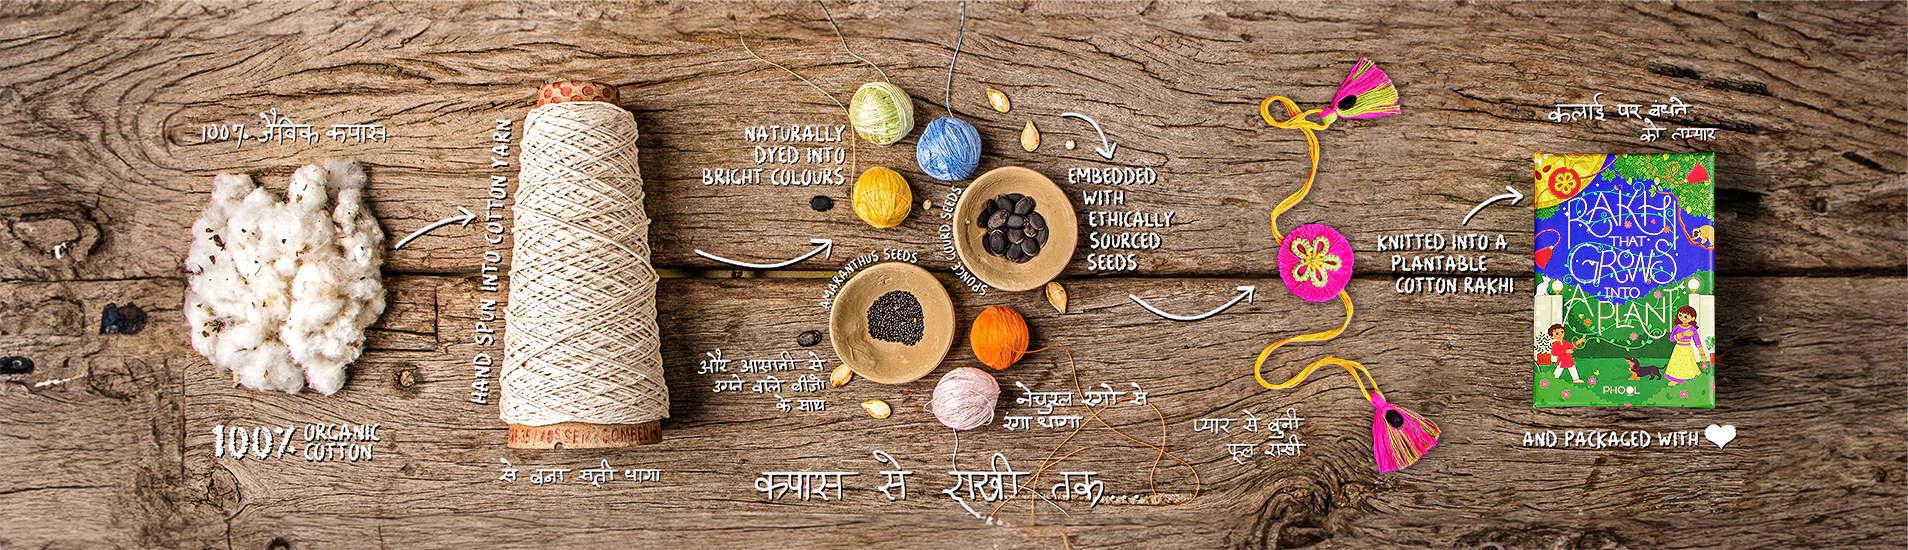 100% जैविक कपास
100% ORGANIC
COTTON
HAND SPUN INTO COTTON YARN
से बना सूती धागा
NATURALLY
DYED INTO
BRIGHT COLOURS
EMBEDDED
WITH
ETHICALLY
SOURCED
SEEDS
SPONGE GOURD SEEDS
AMARANTHUS SEEDS
और आसानी से
उगने वाले बीजों
के साथ
नेचुरल रंगो से
रंगा धागा
कपास से राखी तक......
प्यार से बुनी
फूल राखी
KNITTED INTO A
PLANTABLE
COTTON RAKHI
कलाई पर बंधने
को तय्यार
RAKHI
THAT
GROWS
INTO
A PLANT
PHOOL
AND PACKAGED WITH